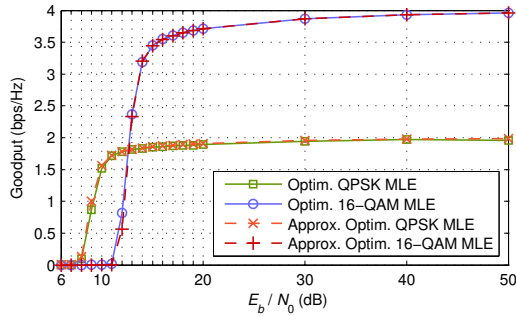 4
3.5
3
2.5
2
1.5
1
0.5
0
Goodput (bps/Hz)
Optim. QPSK MLE
Optim. 16−QAM MLE
Approx. Optim. QPSK MLE
Approx. Optim. 16−QAM MLE
6 10 20 30 40 50
E_b / N_0 (dB)